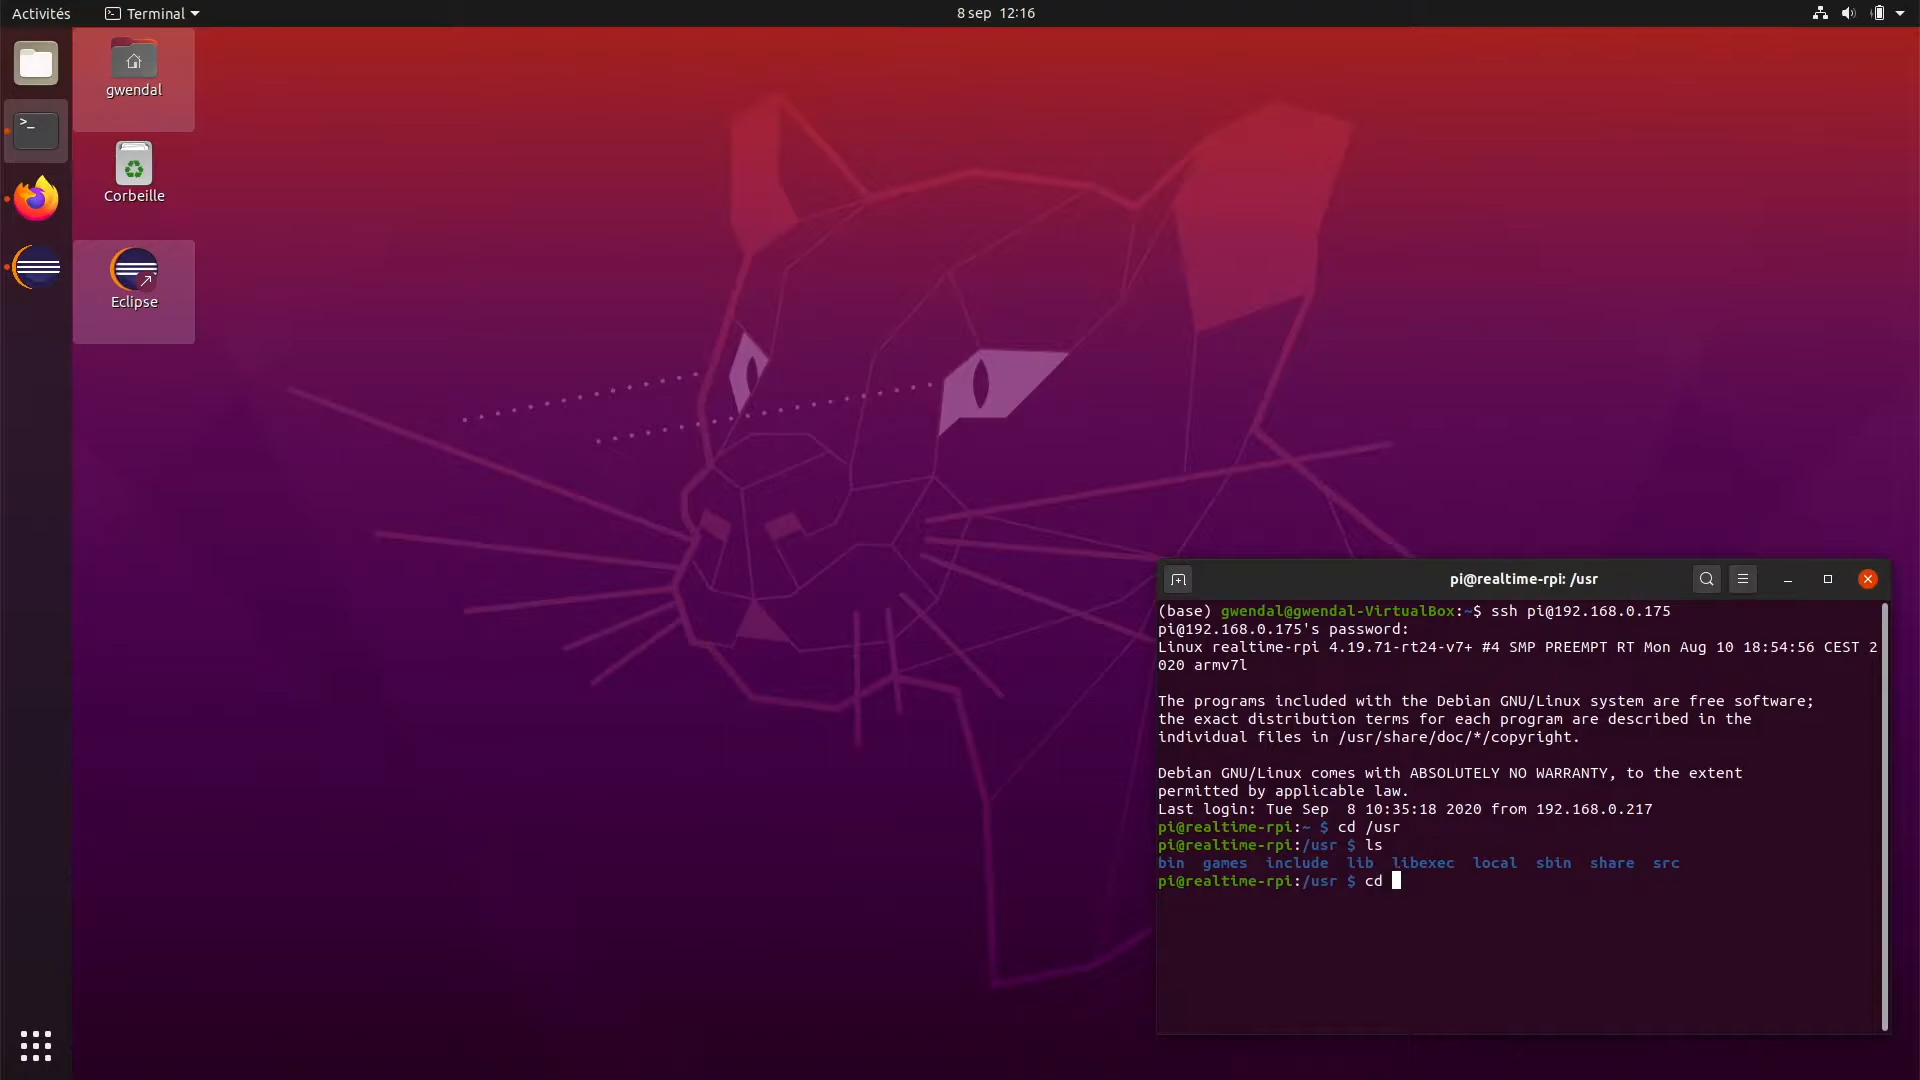 Activités
Terminal
8 sep 12:16
gwendal
Corbeille
Eclipse
>_
pi@realtime-rpi: /usr
(base) gwendal@gwendal-VirtualBox:~$ ssh pi@192.168.0.175
pi@192.168.0.175's password:
Linux realtime-rpi 4.19.71-rt24-v7+ #4 SMP PREEMPT RT Mon Aug 10 18:54:56 CEST 2
020 armv7l
The programs included with the Debian GNU/Linux system are free software;
the exact distribution terms for each program are described in the
individual files in /usr/share/doc/*/copyright.
Debian GNU/Linux comes with ABSOLUTELY NO WARRANTY, to the extent
permitted by applicable law.
Last login: Tue Sep  8 10:35:18 2020 from 192.168.0.217
pi@realtime-rpi:~ $ cd /usr
pi@realtime-rpi:/usr $ ls
bin  games  include  lib  libexec  local  sbin  share  src
pi@realtime-rpi:/usr $ cd